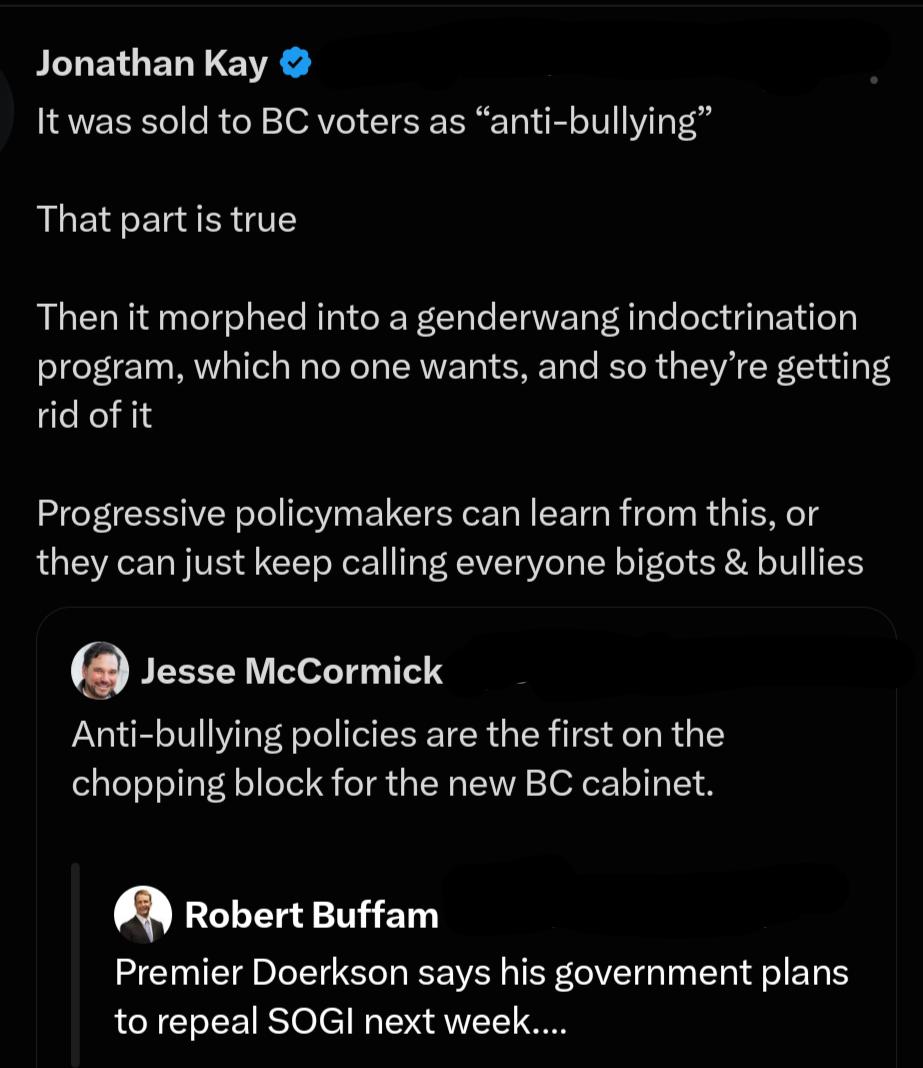 Jonathan Kay
It was sold to BC voters as “anti-bullying”
That part is true
Then it morphed into a genderwang indoctrination
program, which no one wants, and so they’re getting
rid of it
Progressive policymakers can learn from this, or
they can just keep calling everyone bigots & bullies
Jesse McCormick
Anti-bullying policies are the first on the
chopping block for the new BC cabinet.
Robert Buffam
Premier Doerkson says his government plans
to repeal SOGI next week....